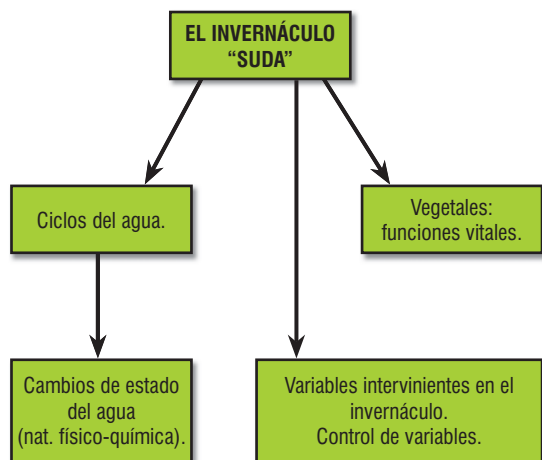 EL INVERNÁCULO
“SUDA”
Ciclos del agua.
Vegetales:
funciones vitales.
Cambios de estado
del agua
(nat. físico-química).
Variables intervinientes en el
invernáculo.
Control de variables.